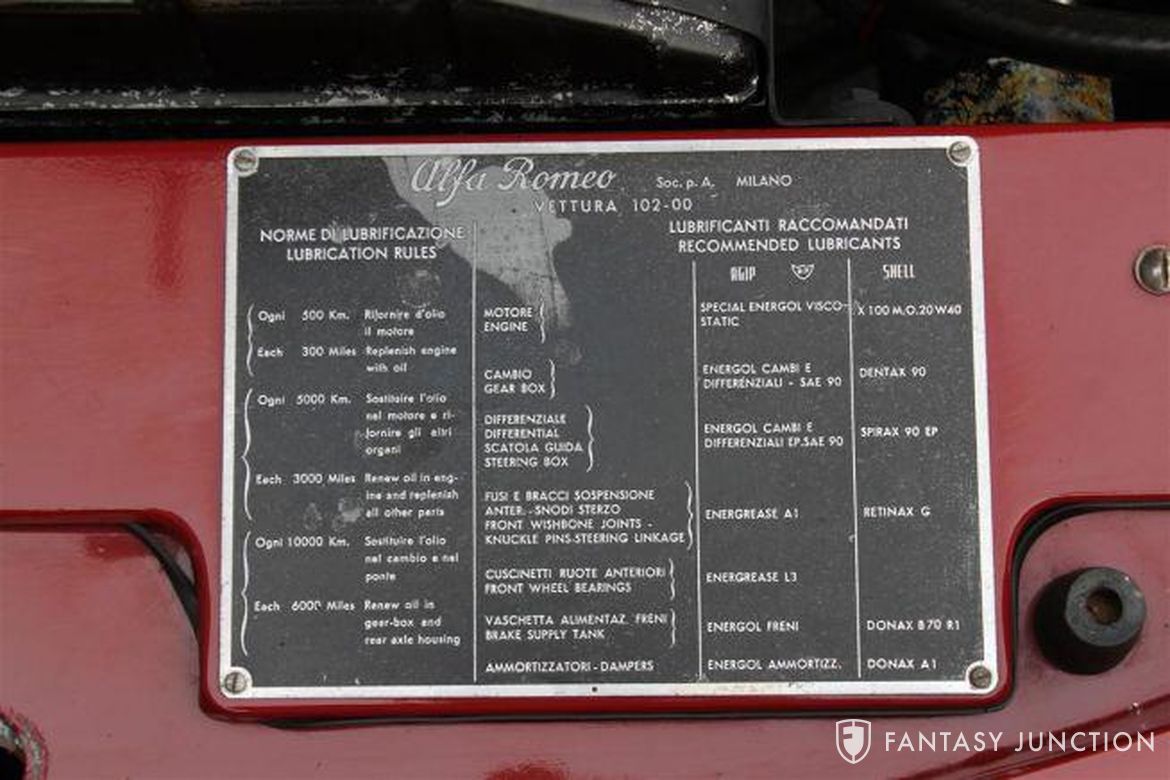 Alfa Romeo Soc. p. A. MILANO
VETTURA 102-00
NORME DI LUBRIFICAZIONE
LUBRICATION RULES
Ogni 500 Km. Rifornire d'olio
il motore
Each 300 Miles Replenish engine
with oil
Ogni 5000 Km. Sostituire l'olio
nel motore e ri-
fornire gli altri
organi
Each 3000 Miles Renew oil in eng-
ine and replenish
all other parts
Ogni 10000 Km. Sostituire l'olio
nel cambio e nel
ponte
Each 6000 Miles Renew oil in
gear-box and
rear axle housing
LUBRIFICANTI RACCOMANDATI
RECOMMENDED LUBRICANTS
AGIP BP SHELL
MOTORE
ENGINE
SPECIAL ENERGOL VISCO-
STATIC
X 100 M.O. 20 W 40
CAMBIO
GEAR BOX
ENERGOL CAMBI E
DIFFERENZIALI - SAE 90
DENTAX 90
DIFFERENZIALE
DIFFERENTIAL
SCATOLA GUIDA
STEERING BOX
ENERGOL CAMBI E
DIFFERENZIALI EP. SAE 90
SPIRAX 90 EP
FUSI E BRACCI SOSPENSIONE
ANTER. - SNODI STERZO
FRONT WISHBONE JOINTS -
KNUCKLE PINS-STEERING LINKAGE
ENERGREASE A1
RETINAX G
CUSCINETTI RUOTE ANTERIORI
FRONT WHEEL BEARINGS
ENERGREASE L3
VASCHETTA ALIMENTAZ. FRENI
BRAKE SUPPLY TANK
ENERGOL FRENI
DONAX B 70 R1
AMMORTIZZATORI - DAMPERS
ENERGOL AMMORTIZZ.
DONAX A1
FANTASY JUNCTION